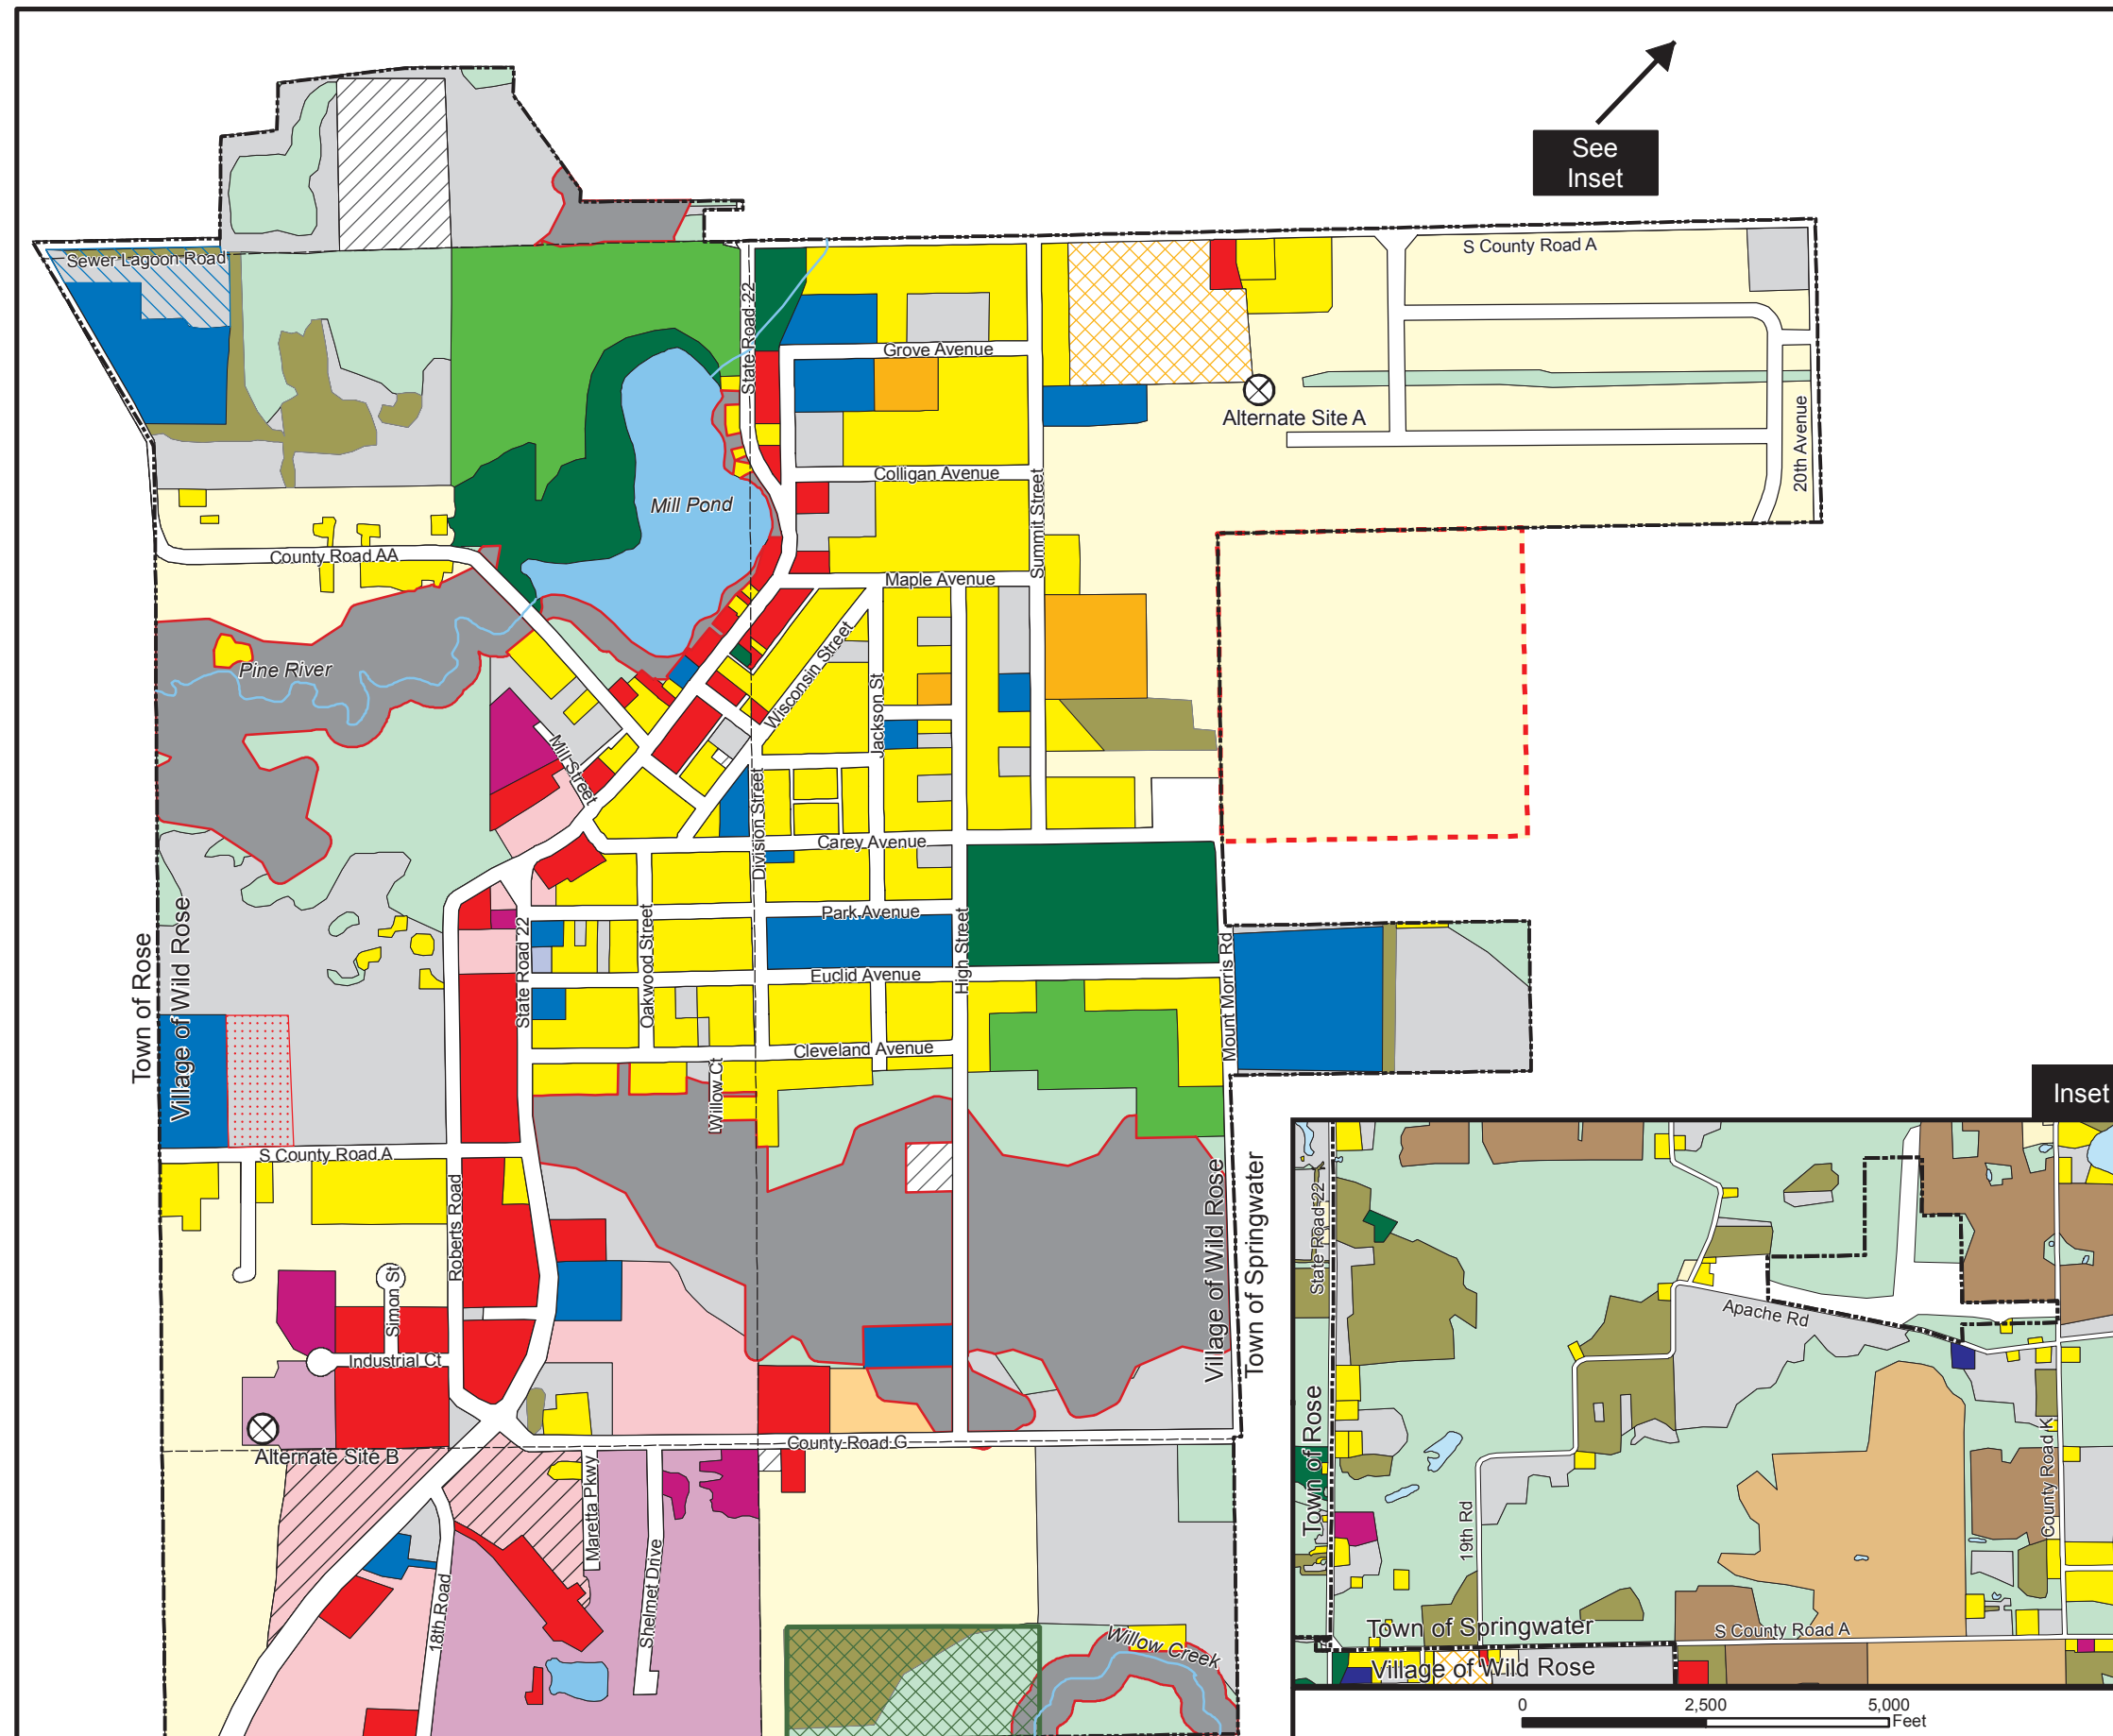 See
Inset
Sewer Lagoon Road
State Road 22
S County Road A
Grove Avenue
Alternate Site A
20th Avenue
Colligan Avenue
Mill Pond
Summit Street
County Road AA
Maple Avenue
Pine River
Wisconsin Street
Jackson St
Mill Street
Division Street
Carey Avenue
Park Avenue
Town of Rose
Village of Wild Rose
State Road 22
Oakwood Street
High Street
Euclid Avenue
Mount Morris Rd
Cleveland Avenue
Willow Ct
S County Road A
Roberts Road
Village of Wild Rose
Town of Springwater
Simon St
Industrial Ct
Alternate Site B
County Road G
Maretta Pkwy
Shelmet Drive
18th Road
Willow Creek
Inset
State Road 22
Apache Rd
Town of Rose
County Road K
19th Rd
Town of Springwater
S County Road A
Village of Wild Rose
0 2,500 5,000
Feet